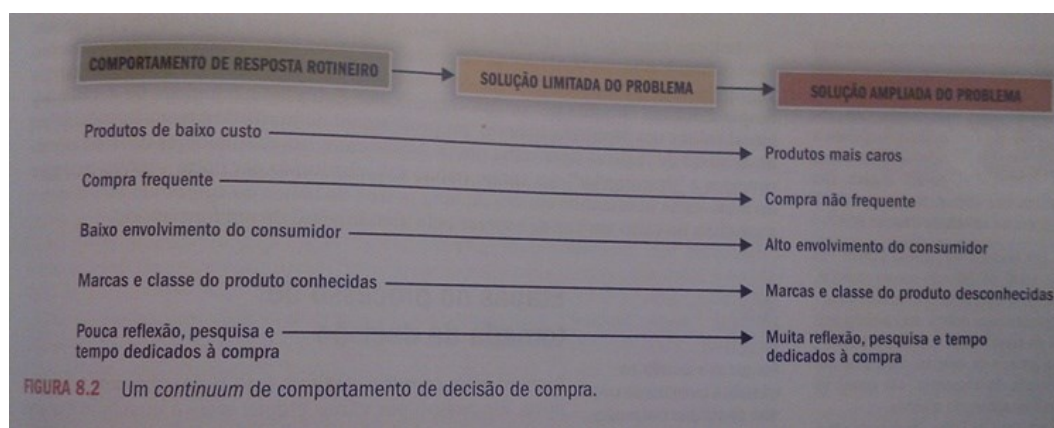 COMPORTAMENTO DE RESPOSTA ROTINEIRO
SOLUÇÃO LIMITADA DO PROBLEMA
SOLUÇÃO AMPLIADA DO PROBLEMA
Produtos de baixo custo
Produtos mais caros
Compra frequente
Compra não frequente
Baixo envolvimento do consumidor
Alto envolvimento do consumidor
Marcas e classe do produto conhecidas
Marcas e classe do produto desconhecidas
Pouca reflexão, pesquisa e
tempo dedicados à compra
Muita reflexão, pesquisa e tempo
dedicados à compra
FIGURA 8.2 Um continuum de comportamento de decisão de compra.